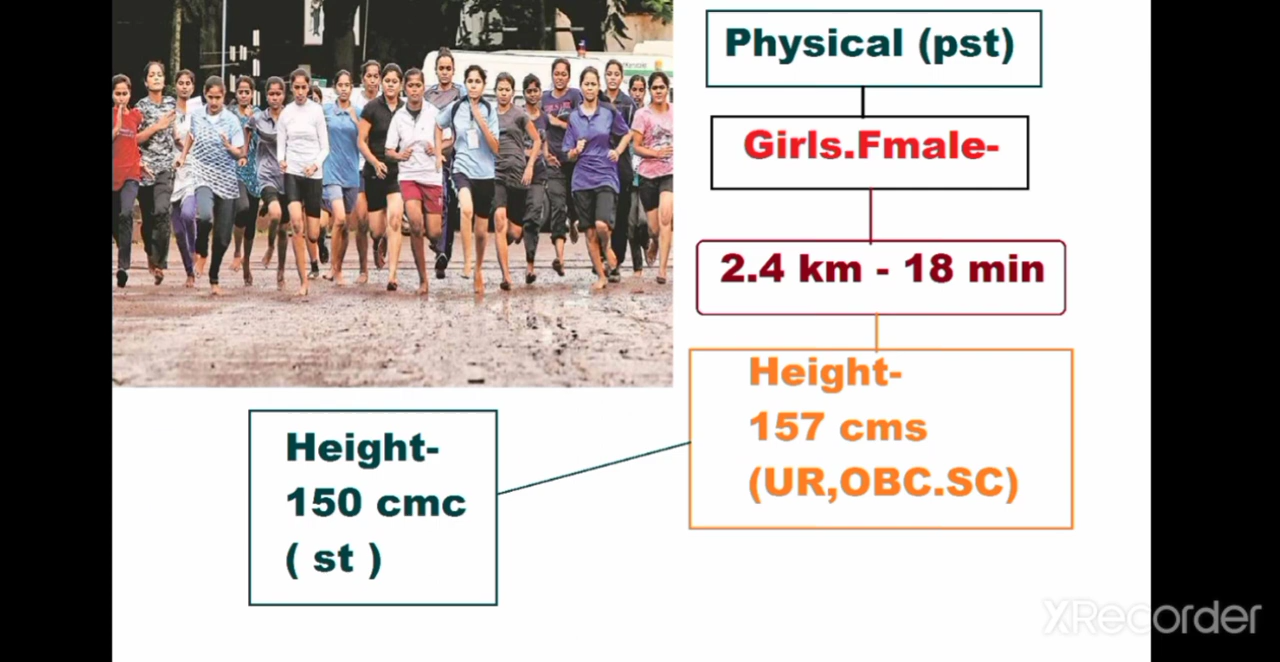 Physical (pst)
Girls.Fmale-
2.4 km - 18 min
Height-
157 cms
(UR,OBC.SC)
Height-
150 cmc
( st )
XRecorder